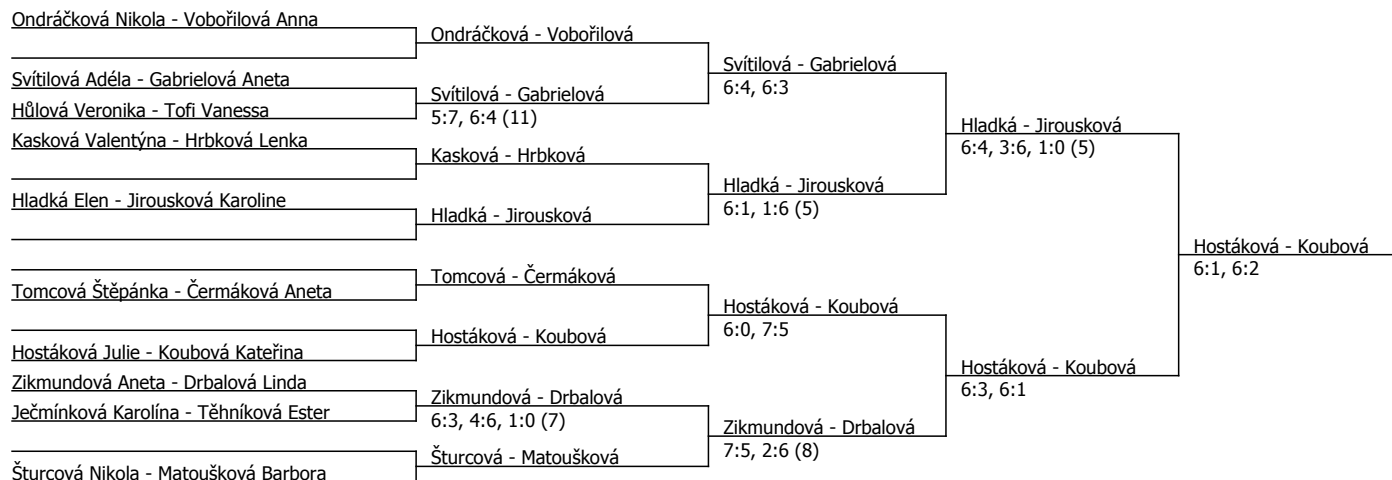 Ondráčková Nikola - Vobořilová Anna
Svítilová Adéla - Gabrielová Aneta
Hůlová Veronika - Tofi Vanessa
Kasková Valentýna - Hrbková Lenka
Hladká Elen - Jirousková Karoline
Tomcová Štěpánka - Čermáková Aneta
Hostáková Julie - Koubová Kateřina
Zikmundová Aneta - Drbalová Linda
Ječmínková Karolína - Těhníková Ester
Šturcová Nikola - Matoušková Barbora
Ondráčková - Vobořilová
Svítilová - Gabrielová
5:7, 6:4 (11)
Kasková - Hrbková
Hladká - Jirousková
Tomcová - Čermáková
Hostáková - Koubová
Zikmundová - Drbalová
6:3, 4:6, 1:0 (7)
Šturcová - Matoušková
Svítilová - Gabrielová
6:4, 6:3
Hladká - Jirousková
6:1, 1:6 (5)
Hostáková - Koubová
6:0, 7:5
Zikmundová - Drbalová
7:5, 2:6 (8)
Hladká - Jirousková
6:4, 3:6, 1:0 (5)
Hostáková - Koubová
6:3, 6:1
Hostáková - Koubová
6:1, 6:2